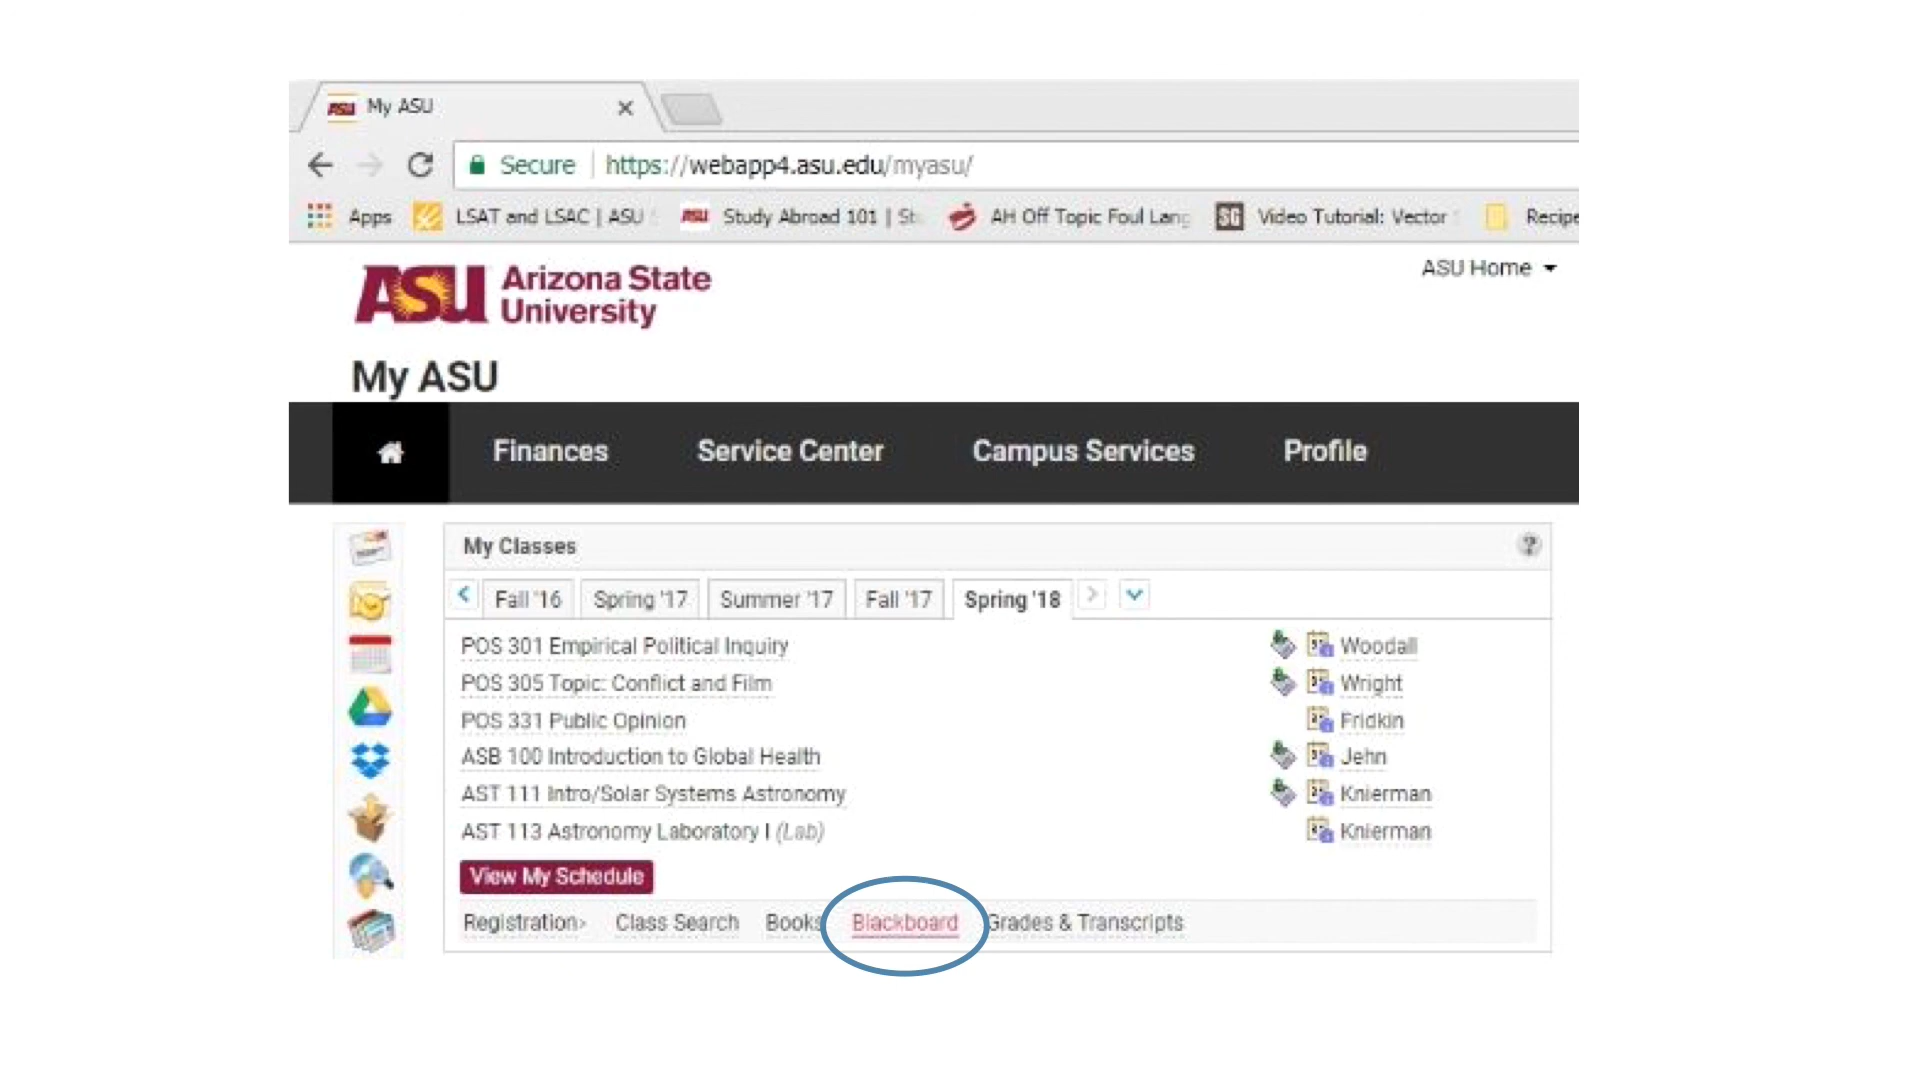 ASU My ASU
Secure https://webapp4.asu.edu/myasu/
Apps LSAT and LSAC | ASU ASU Study Abroad 101 | St AH Off Topic Foul Lang SG Video Tutorial: Vector Recipe
ASU Arizona State University
ASU Home
My ASU
Finances Service Center Campus Services Profile
My Classes ?
Fall '16 Spring '17 Summer '17 Fall '17 Spring '18
POS 301 Empirical Political Inquiry Woodall
POS 305 Topic: Conflict and Film Wright
POS 331 Public Opinion Fridkin
ASB 100 Introduction to Global Health Jehn
AST 111 Intro/Solar Systems Astronomy Knierman
AST 113 Astronomy Laboratory I (Lab) Knierman
View My Schedule
Registration Class Search Books Blackboard Grades & Transcripts